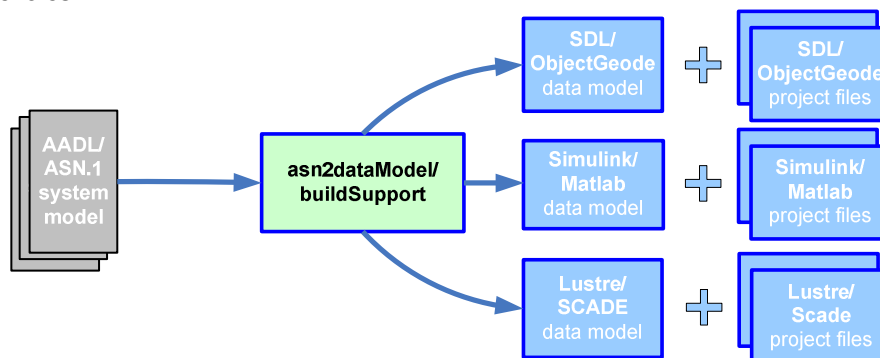 AADL/
ASN.1
system
model
asn2dataModel/
buildSupport
SDL/
ObjectGeode
data model
SDL/
ObjectGeode
project files
Simulink/
Matlab
data model
Simulink/
Matlab
project files
Lustre/
SCADE
data model
Lustre/
Scade
project files